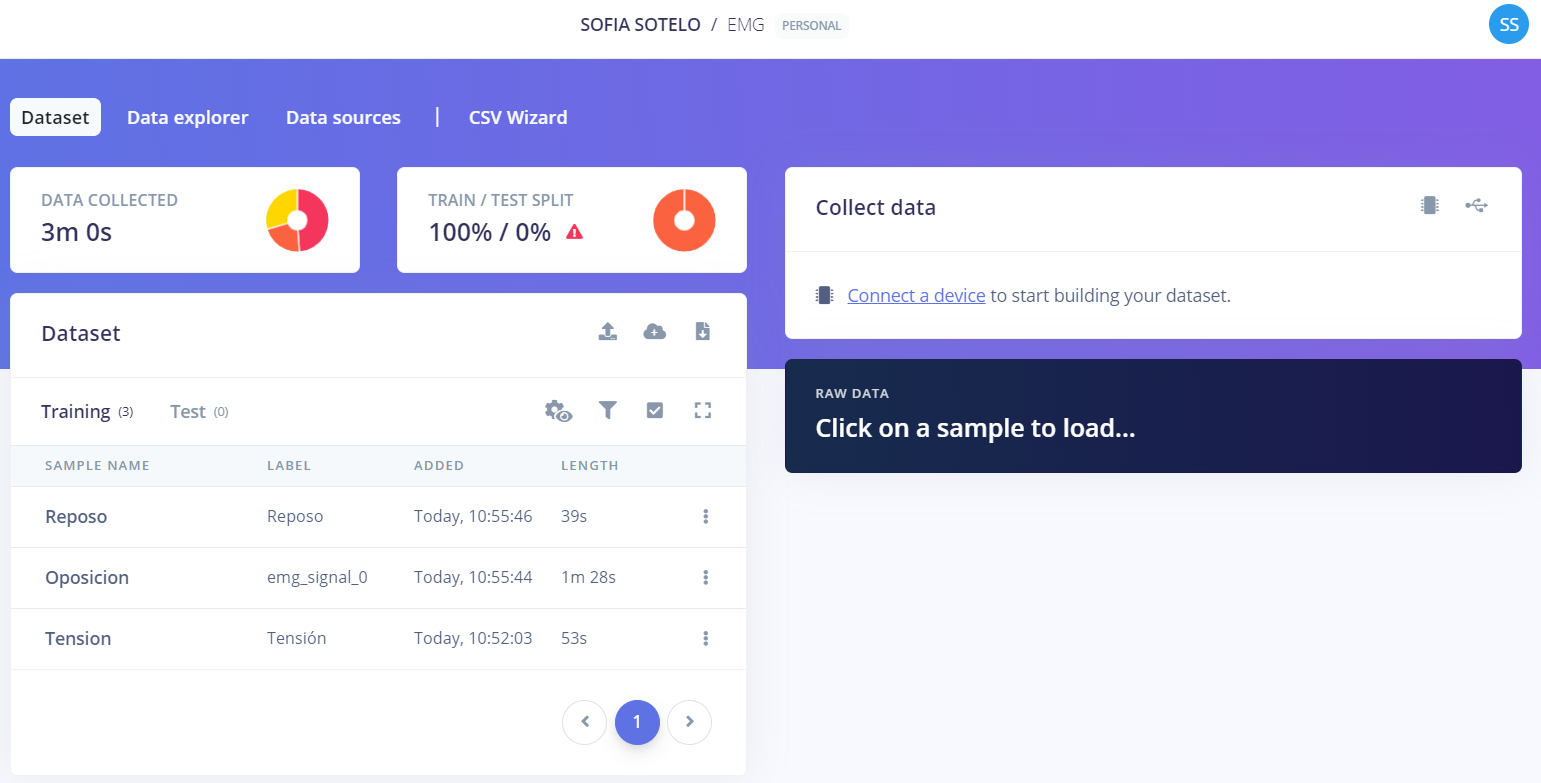 SOFIA SOTELO / EMG PERSONAL
SS
Dataset Data explorer Data sources | CSV Wizard
DATA COLLECTED
3m 0s
TRAIN / TEST SPLIT
100% / 0%
Collect data
Connect a device to start building your dataset.
RAW DATA
Click on a sample to load...
Dataset
Training (3) Test (0)
SAMPLE NAME LABEL ADDED LENGTH
Reposo Reposo Today, 10:55:46 39s
Oposicion emg_signal_0 Today, 10:55:44 1m 28s
Tension Tensión Today, 10:52:03 53s
1